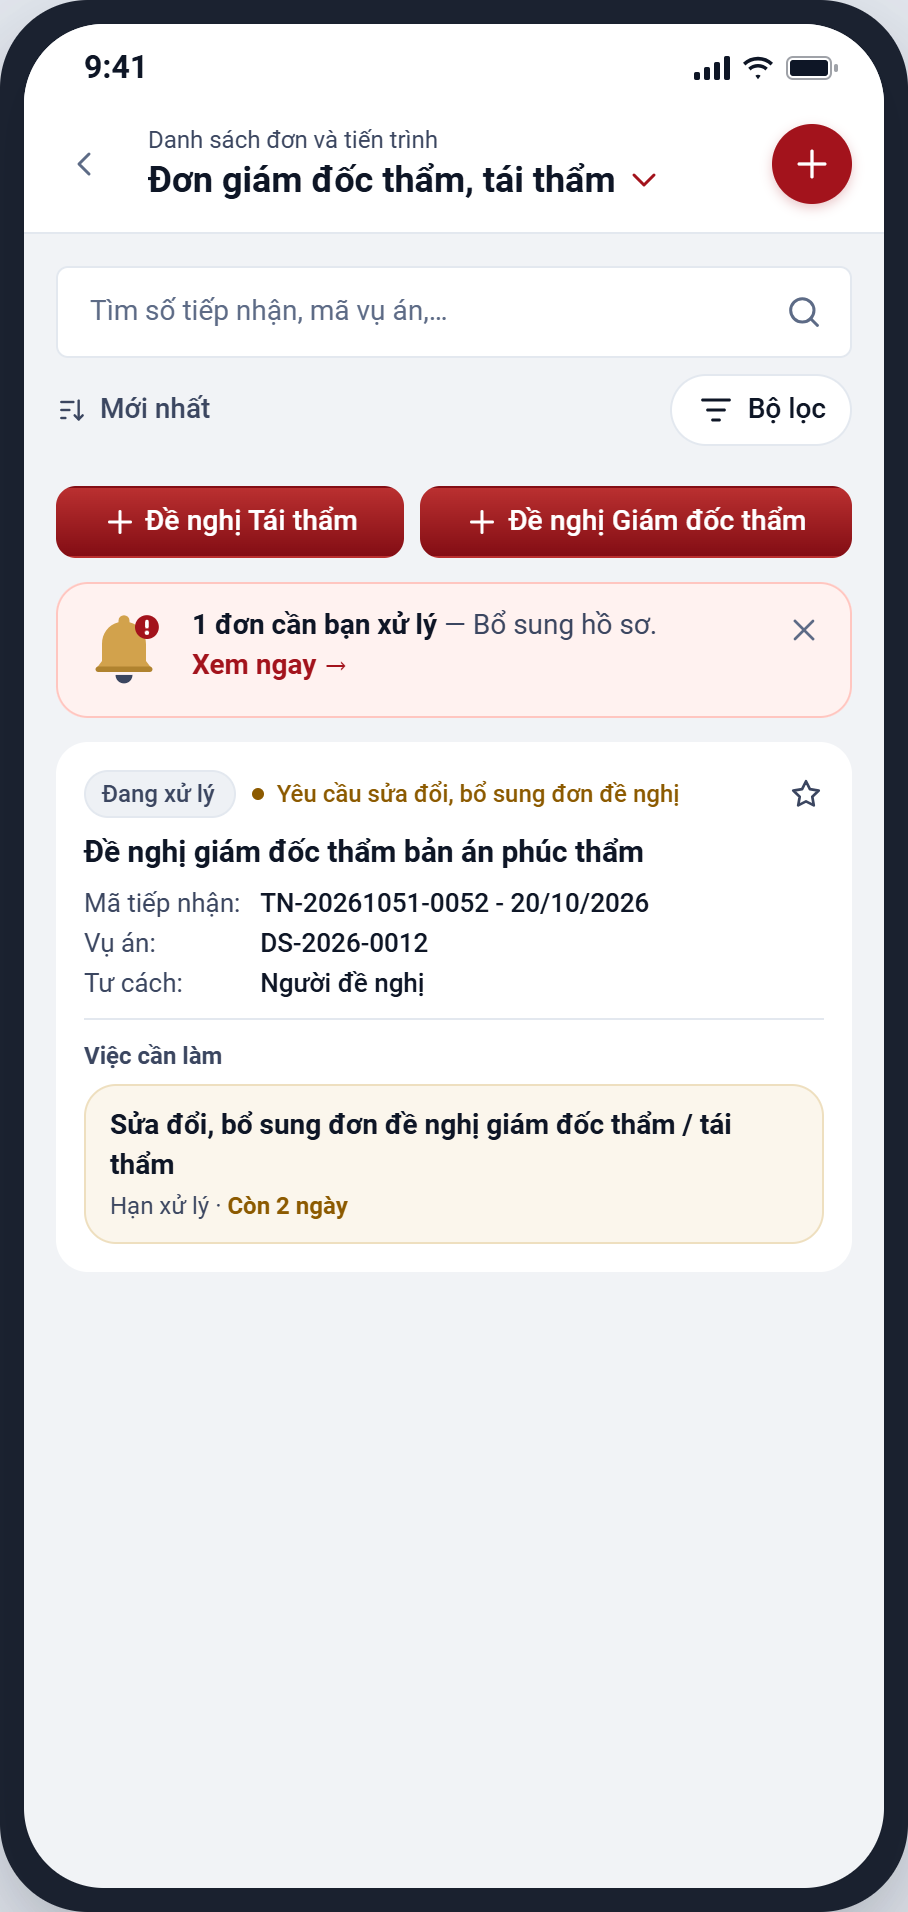 9:41
Danh sách đơn và tiến trình
Đơn giám đốc thẩm, tái thẩm
Tìm số tiếp nhận, mã vụ án,...
Mới nhất
Bộ lọc
Đề nghị Tái thẩm
Đề nghị Giám đốc thẩm
1 đơn cần bạn xử lý — Bổ sung hồ sơ.
Xem ngay →
Đang xử lý
Yêu cầu sửa đổi, bổ sung đơn đề nghị
Đề nghị giám đốc thẩm bản án phúc thẩm
Mã tiếp nhận: TN-20261051-0052 - 20/10/2026
Vụ án: DS-2026-0012
Tư cách: Người đề nghị
Việc cần làm
Sửa đổi, bổ sung đơn đề nghị giám đốc thẩm / tái
thẩm
Hạn xử lý · Còn 2 ngày